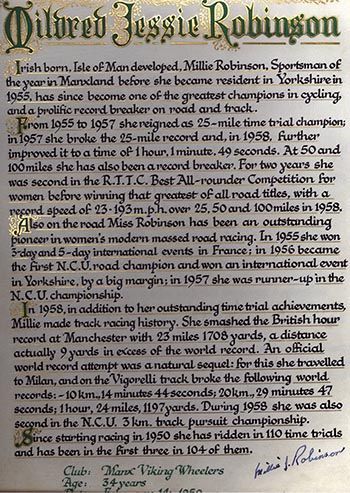 Mildred Jessie Robinson
Irish born, Isle of Man developed, Millie Robinson, Sportsman of
the year in Manxland before she became resident in Yorkshire in
1955, has since become one of the greatest champions in cycling,
and a prolific record breaker on road and track.
From 1955 to 1957 she reigned as 25-mile time trial champion;
in 1957 she broke the 25-mile record and, in 1958, further
improved it to a time of 1 hour, 1 minute, 49 seconds. At 50 and
100 miles she has also been a record breaker. For two years she
was second in the R.T.T.C. Best All-rounder Competition for
women before winning that greatest of all road titles, with a
record speed of 23·193 m.p.h. over 25, 50 and 100 miles in 1958.
Also on the road Miss Robinson has been an outstanding
pioneer in women's modern massed road racing. In 1955 she won
3-day and 5-day international events in France; in 1956 became
the first N.C.U. road champion and won an international event
in Yorkshire, by a big margin; in 1957 she was runner-up in the
N.C.U. championship.
In 1958, in addition to her outstanding time trial achievements,
Millie made track racing history. She smashed the British hour
record at Manchester with 23 miles 1708 yards, a distance
actually 9 yards in excess of the world record. An official
world record attempt was a natural sequel: for this she travelled
to Milan, and on the Vigorelli track broke the following world
records: - 10 km., 14 minutes 44 seconds; 20 km., 29 minutes 47
seconds; 1 hour, 24 miles, 1197 yards. During 1958 she was also
second in the N.C.U. 3 km. track pursuit championship.
Since starting racing in 1950 she has ridden in 110 time trials
and has been in the first three in 104 of them.
Millie J. Robinson
Club: Manx Viking Wheelers
Age: 34 years